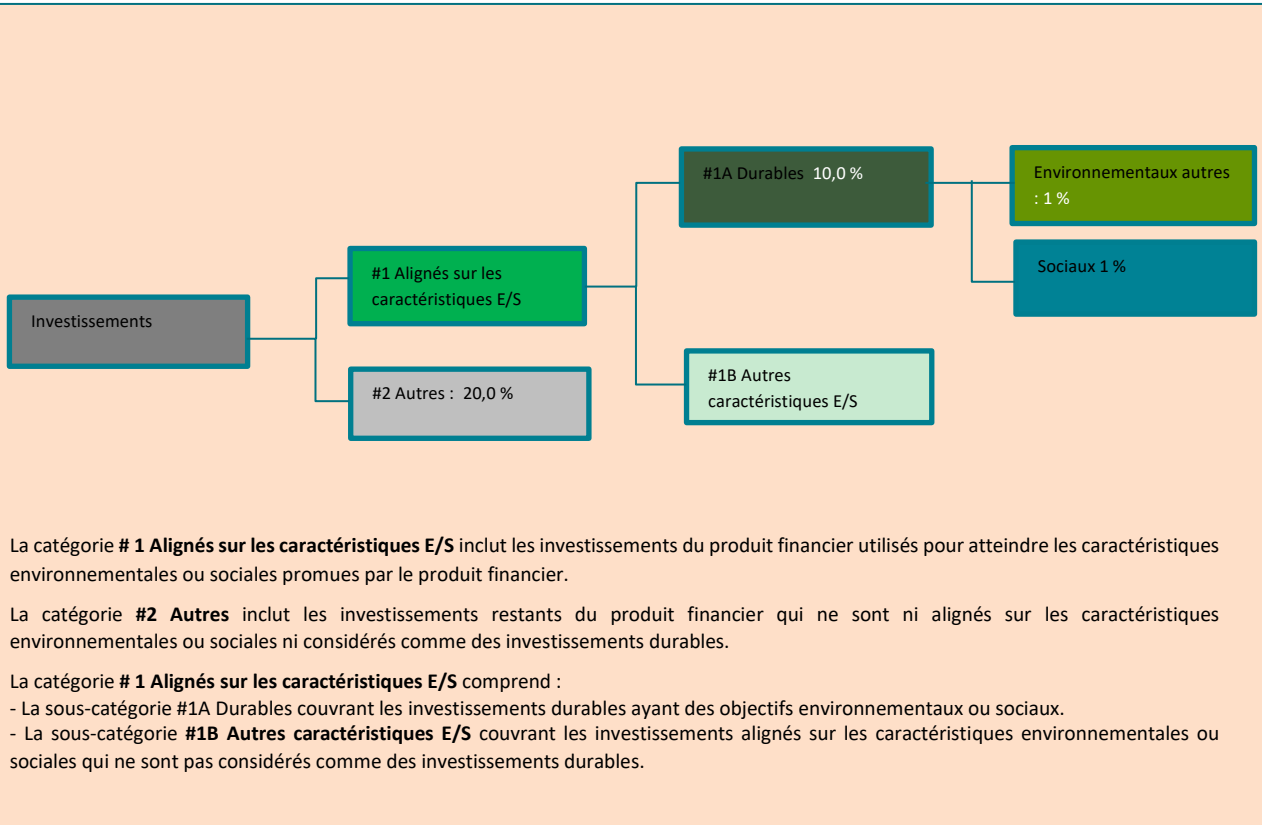 #1A Durables 10,0 %
Environnementaux autres
: 1 %
#1 Alignés sur les
caractéristiques E/S
Sociaux 1 %
Investissements
#2 Autres : 20,0 %
#1B Autres
caractéristiques E/S
La catégorie # 1 Alignés sur les caractéristiques E/S inclut les investissements du produit financier utilisés pour atteindre les caractéristiques
environnementales ou sociales promues par le produit financier.
La catégorie #2 Autres inclut les investissements restants du produit financier qui ne sont ni alignés sur les caractéristiques
environnementales ou sociales ni considérés comme des investissements durables.
La catégorie # 1 Alignés sur les caractéristiques E/S comprend :
- La sous-catégorie #1A Durables couvrant les investissements durables ayant des objectifs environnementaux ou sociaux.
- La sous-catégorie #1B Autres caractéristiques E/S couvrant les investissements alignés sur les caractéristiques environnementales ou
sociales qui ne sont pas considérés comme des investissements durables.